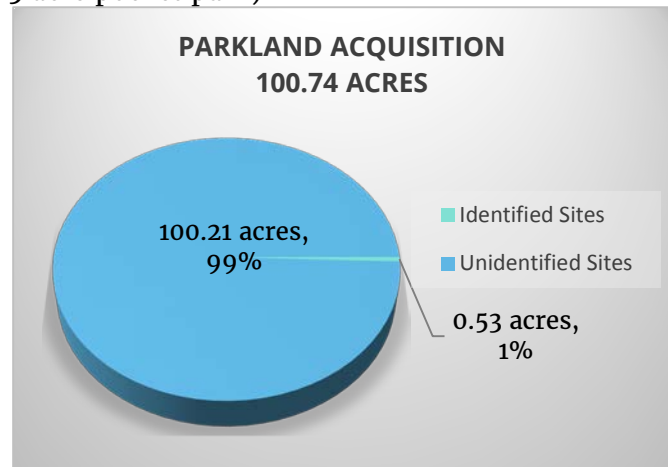 PARKLAND ACQUISITION
100.74 ACRES
100.21 acres,
99%
Identified Sites
Unidentified Sites
0.53 acres,
1%